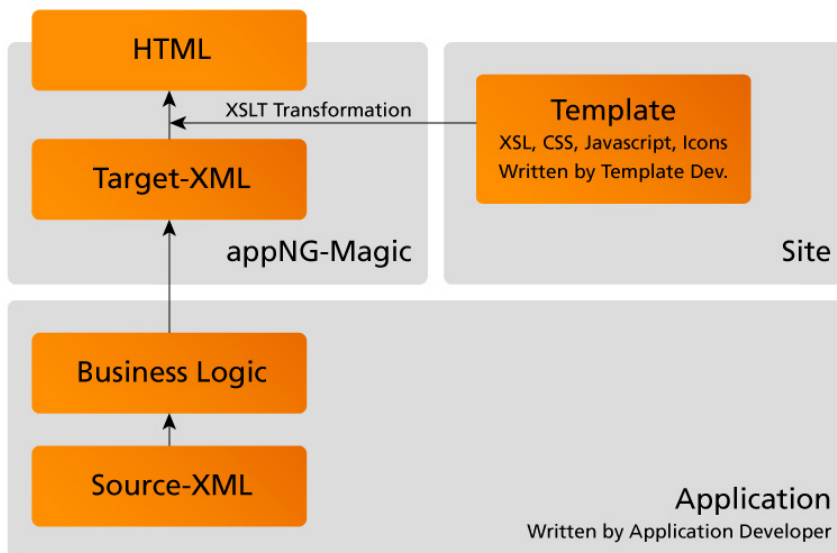 HTML
XSLT Transformation
Template
XSL, CSS, Javascript, Icons
Written by Template Dev.
Target-XML
appNG-Magic
Site
Business Logic
Source-XML
Application
Written by Application Developer